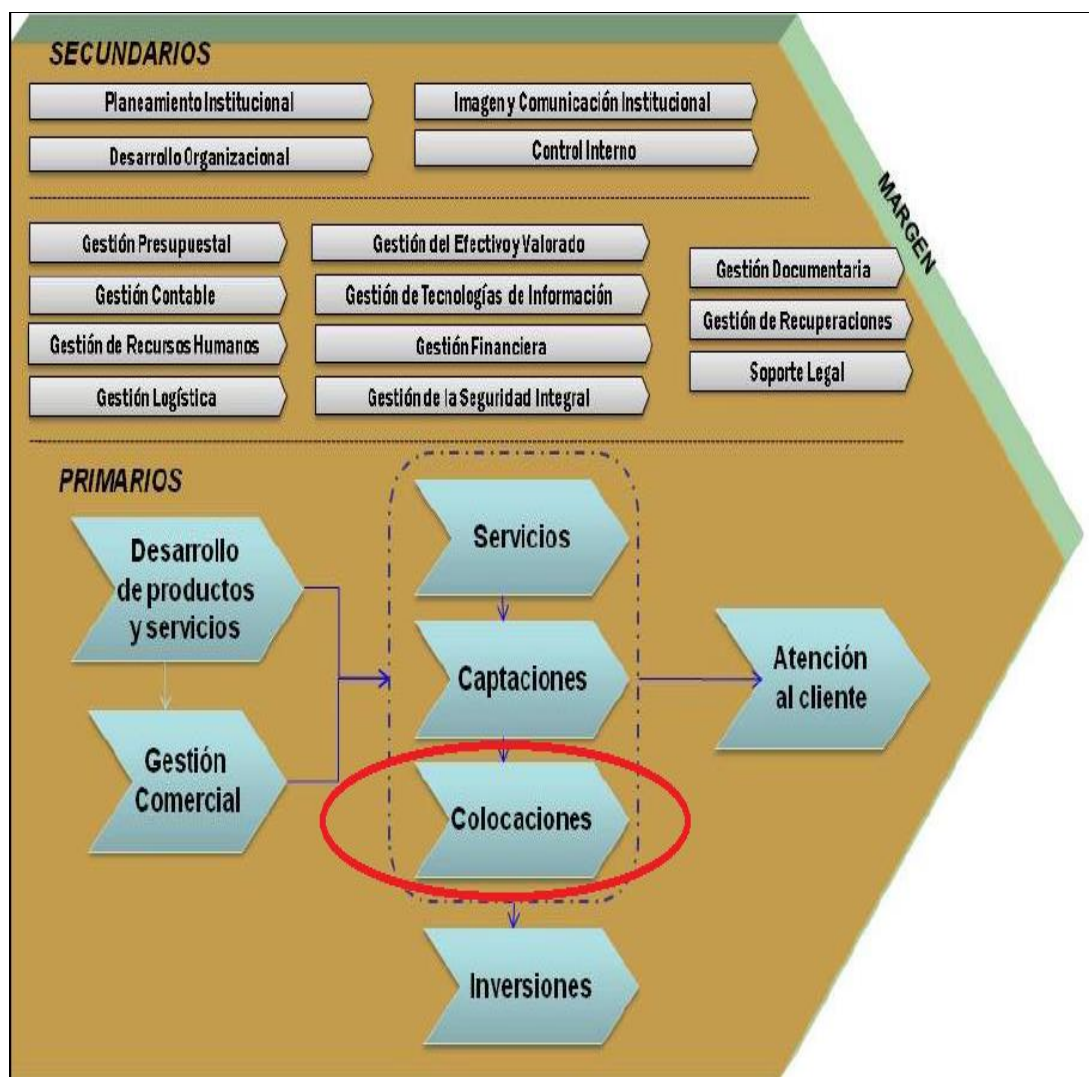 SECUNDARIOS
Planeamiento Institucional
Imagen y Comunicación Institucional
Desarrollo Organizacional
Control Interno
MARGEN
Gestión Presupuestal
Gestión del Efectivo y Valorado
Gestión Documentaria
Gestión Contable
Gestión de Tecnologías de Información
Gestión de Recuperaciones
Gestión de Recursos Humanos
Gestión Financiera
Soporte Legal
Gestión Logística
Gestión de la Seguridad Integral
PRIMARIOS
Desarrollo
de productos
y servicios
Servicios
Captaciones
Atención
al cliente
Gestión
Comercial
Colocaciones
Inversiones